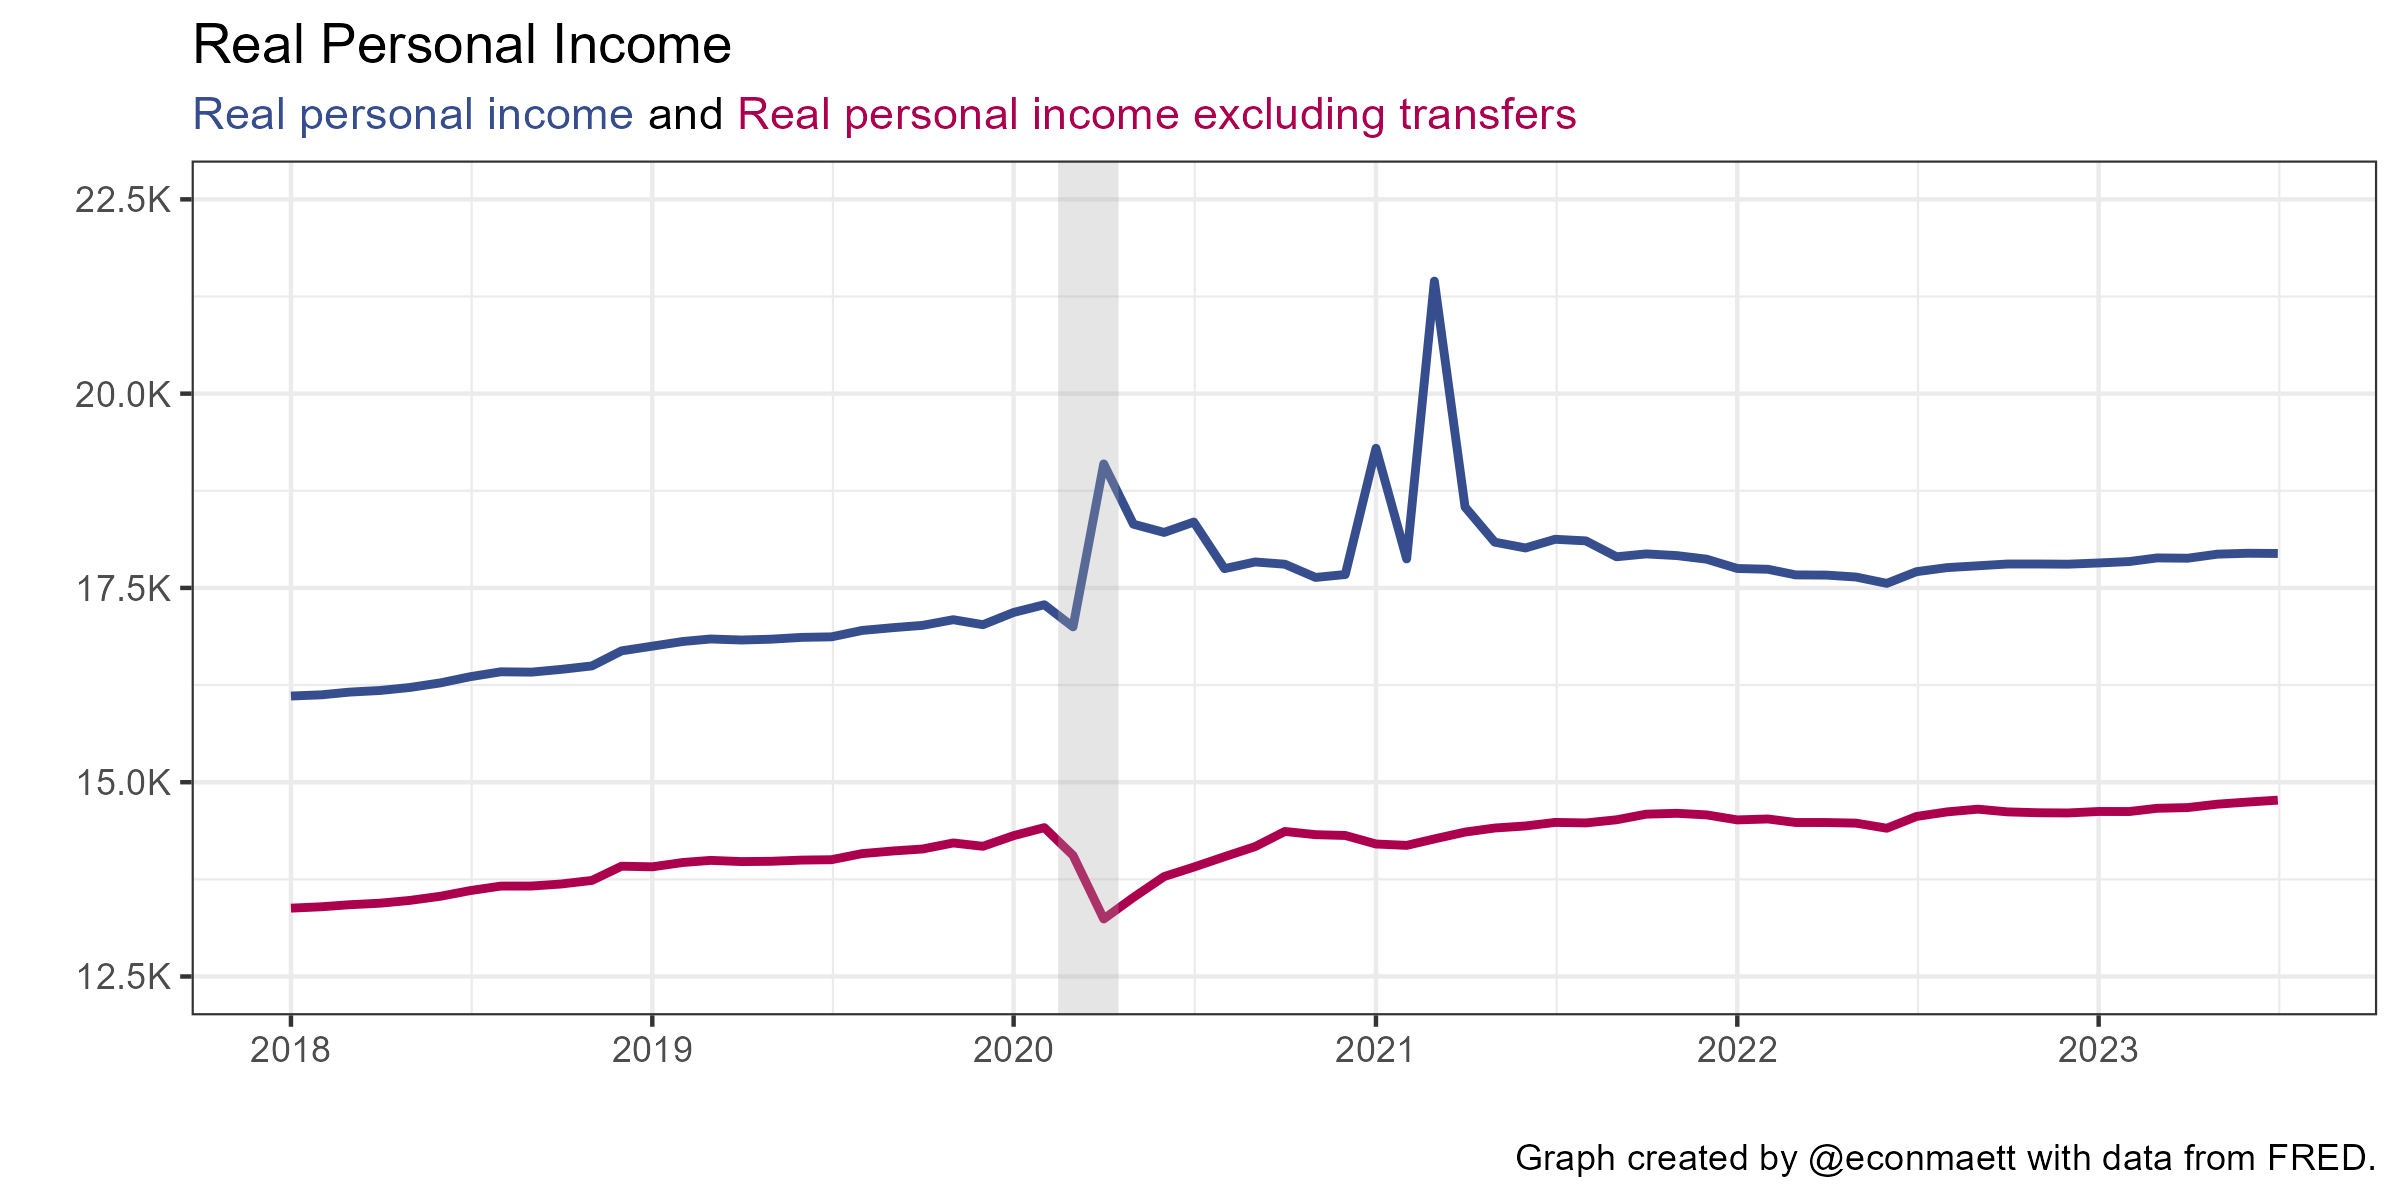 Real Personal Income
Real personal income and Real personal income excluding transfers
22.5K
20.0K
17.5K
15.0K
12.5K
2018 2019 2020 2021 2022 2023
Graph created by @econmaett with data from FRED.